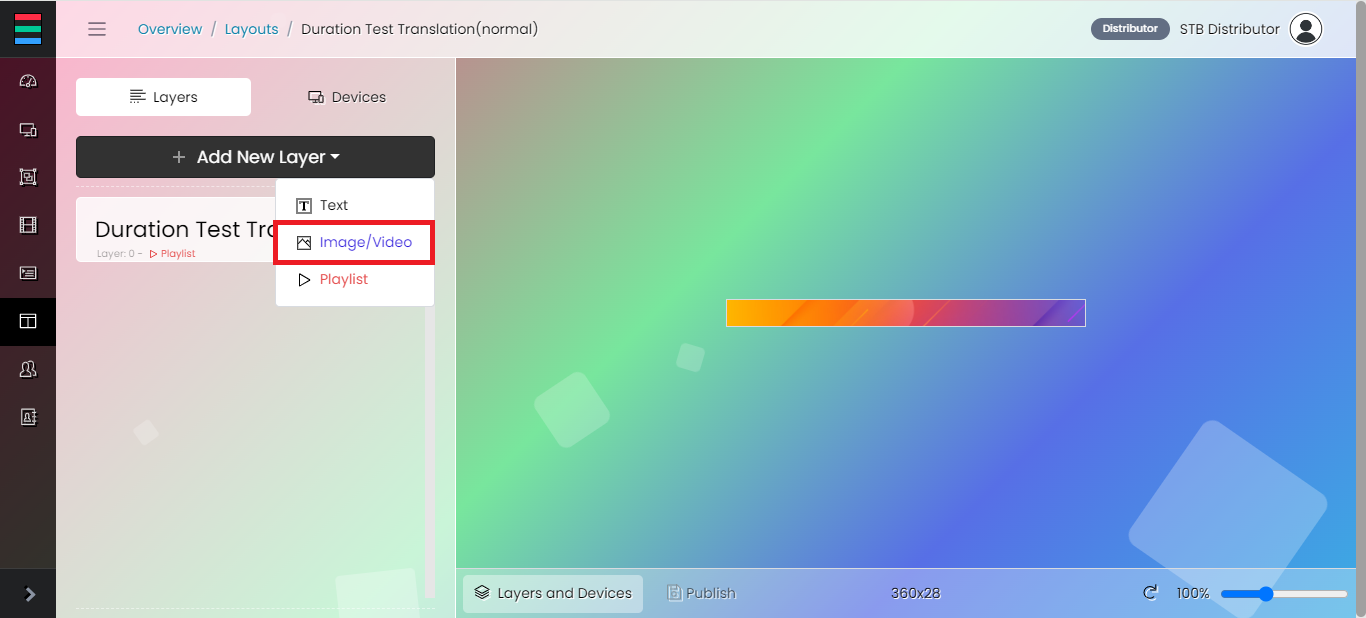 Overview / Layouts / Duration Test Translation(normal)
Distributor STB Distributor
Layers Devices
+ Add New Layer
Text
Duration Test Tra
Image/Video
Layer: 0 - Playlist
Playlist
Layers and Devices Publish 360x28 100%